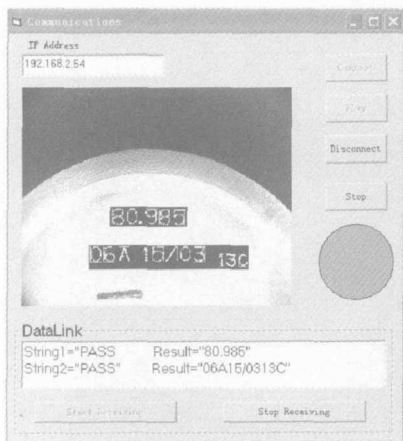 Communications
IP Address
192.168.2.54
Connect
Play
Disconnect
Stop
80.985
06A 15/03 13C
DataLink
String1="PASS Result="80.985"
String2="PASS" Result="06A15/0313C"
Start Receiving
Stop Receiving